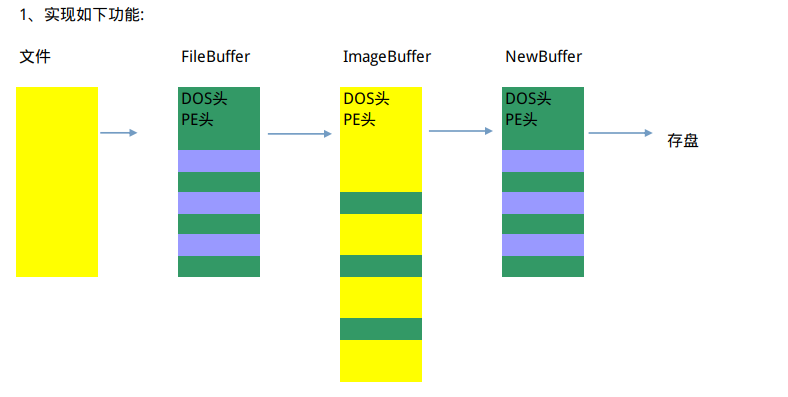 1、实现如下功能:
文件
FileBuffer
ImageBuffer
NewBuffer
DOS头
PE头
DOS头
PE头
DOS头
PE头
存盘